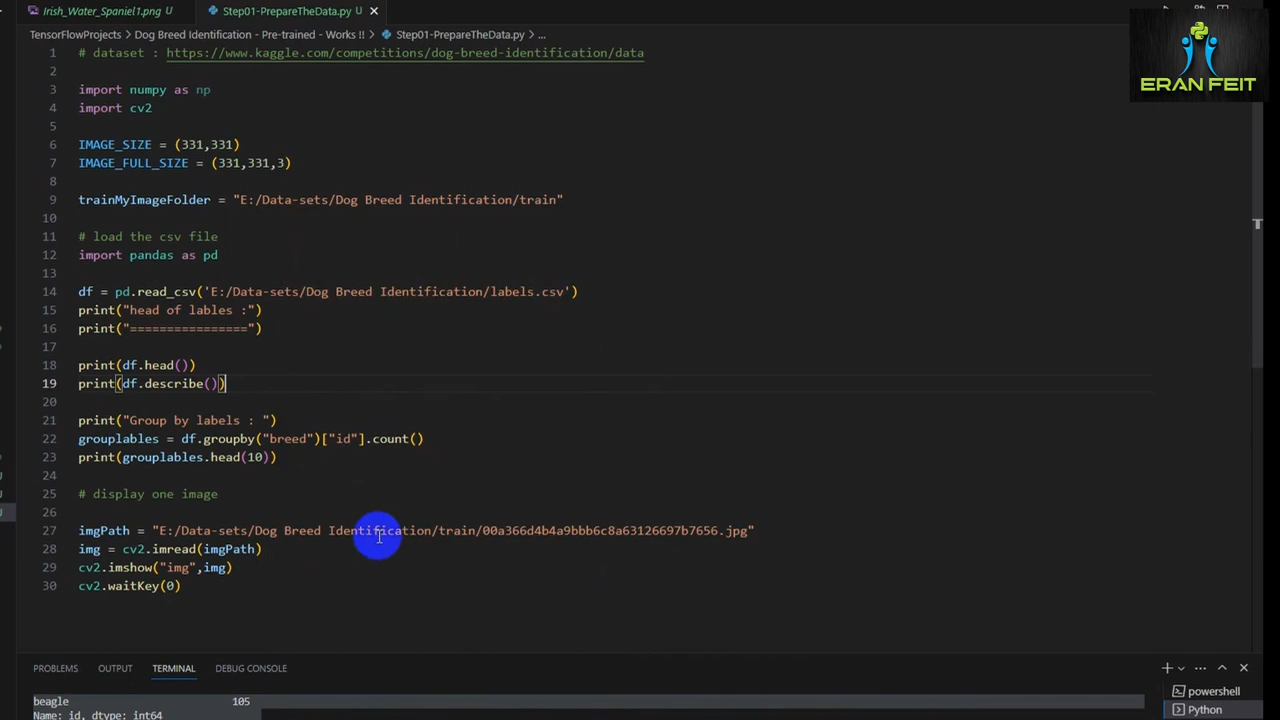 Irish_Water_Spaniel1.png U
Step01-PrepareTheData.py U
TensorFlowProjects > Dog Breed Identification - Pre-trained - Works !! > Step01-PrepareTheData.py > ...
ERAN FEIT
1 # dataset : https://www.kaggle.com/competitions/dog-breed-identification/data
2
3 import numpy as np
4 import cv2
5
6 IMAGE_SIZE = (331,331)
7 IMAGE_FULL_SIZE = (331,331,3)
8
9 trainMyImageFolder = "E:/Data-sets/Dog Breed Identification/train"
10
11 # load the csv file
12 import pandas as pd
13
14 df = pd.read_csv('E:/Data-sets/Dog Breed Identification/labels.csv')
15 print("head of lables :")
16 print("================")
17
18 print(df.head())
19 print(df.describe())
20
21 print("Group by labels : ")
22 grouplables = df.groupby("breed")["id"].count()
23 print(grouplables.head(10))
24
25 # display one image
26
27 imgPath = "E:/Data-sets/Dog Breed Identification/train/00a366d4b4a9bbb6c8a63126697b7656.jpg"
28 img = cv2.imread(imgPath)
29 cv2.imshow("img",img)
30 cv2.waitKey(0)
PROBLEMS OUTPUT TERMINAL DEBUG CONSOLE
powershell
Python
beagle 105
Name: id, dtype: int64